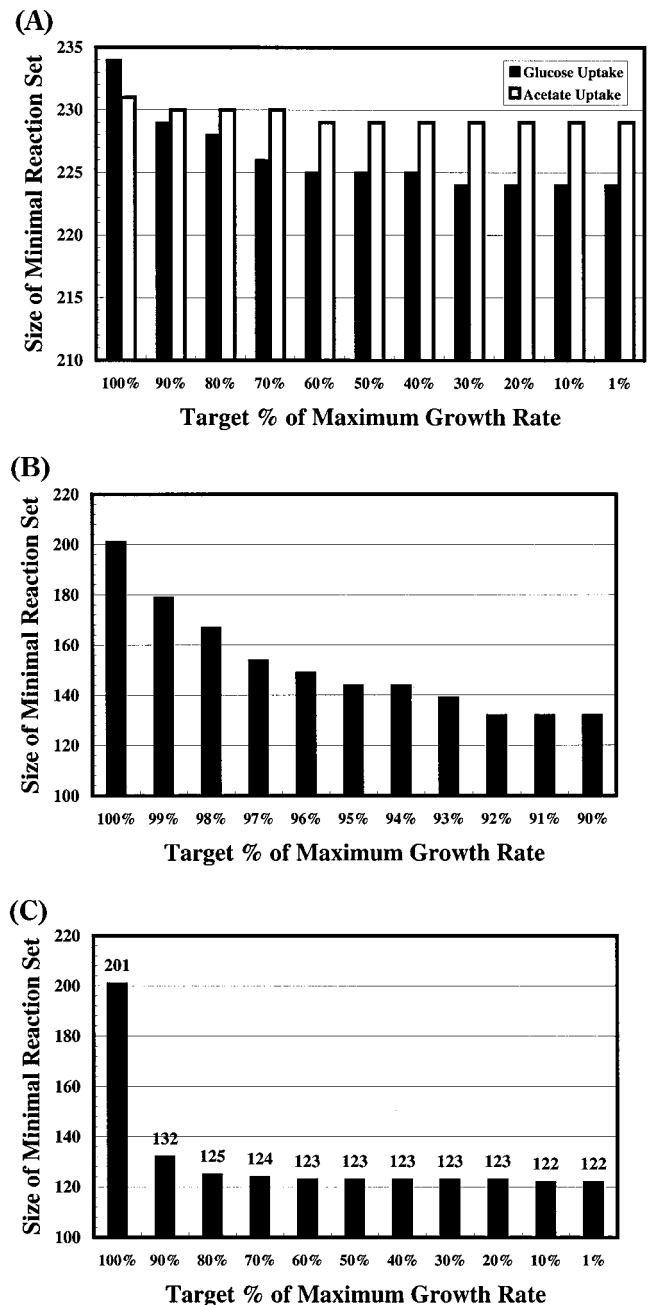 (A)
Size of Minimal Reaction Set
235
230
225
220
215
210
Glucose Uptake
Acetate Uptake
100% 90% 80% 70% 60% 50% 40% 30% 20% 10% 1%
Target % of Maximum Growth Rate
(B)
Size of Minimal Reaction Set
220
200
180
160
140
120
100
100% 99% 98% 97% 96% 95% 94% 93% 92% 91% 90%
Target % of Maximum Growth Rate
(C)
Size of Minimal Reaction Set
220
200
180
160
140
120
100
201 132 125 124 123 123 123 123 123 122 122
100% 90% 80% 70% 60% 50% 40% 30% 20% 10% 1%
Target % of Maximum Growth Rate